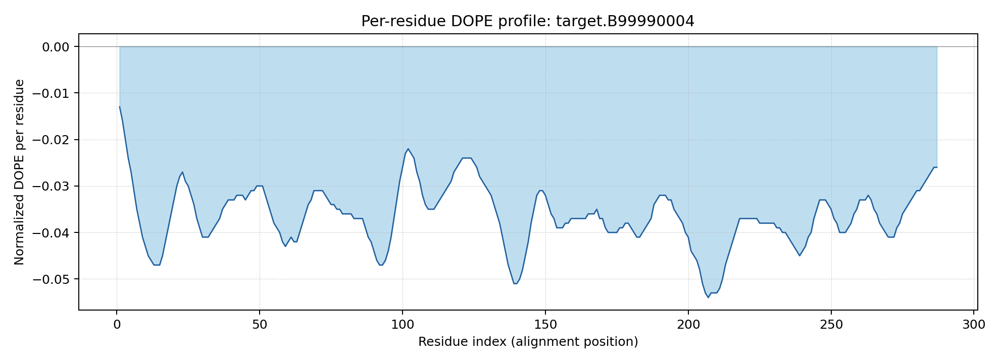 Per-residue DOPE profile: target.B99990004
Normalized DOPE per residue
0.00
−0.01
−0.02
−0.03
−0.04
−0.05
0 50 100 150 200 250 300
Residue index (alignment position)